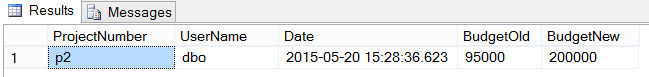 Results Messages
ProjectNumber UserName Date BudgetOld BudgetNew
1 p2 dbo 2015-05-20 15:28:36.623 95000 200000